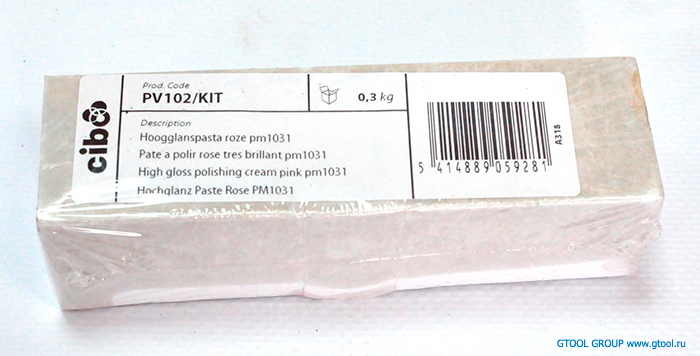 cibo
Prod. Code
PV102/KIT
0,3 kg
Description
Hoogglanspasta roze pm1031
Pate a polir rose tres brillant pm1031
High gloss polishing cream pink pm1031
Hochglanz Paste Rose PM1031
5 414889 059281
A318
GTOOL GROUP www.gtool.ru